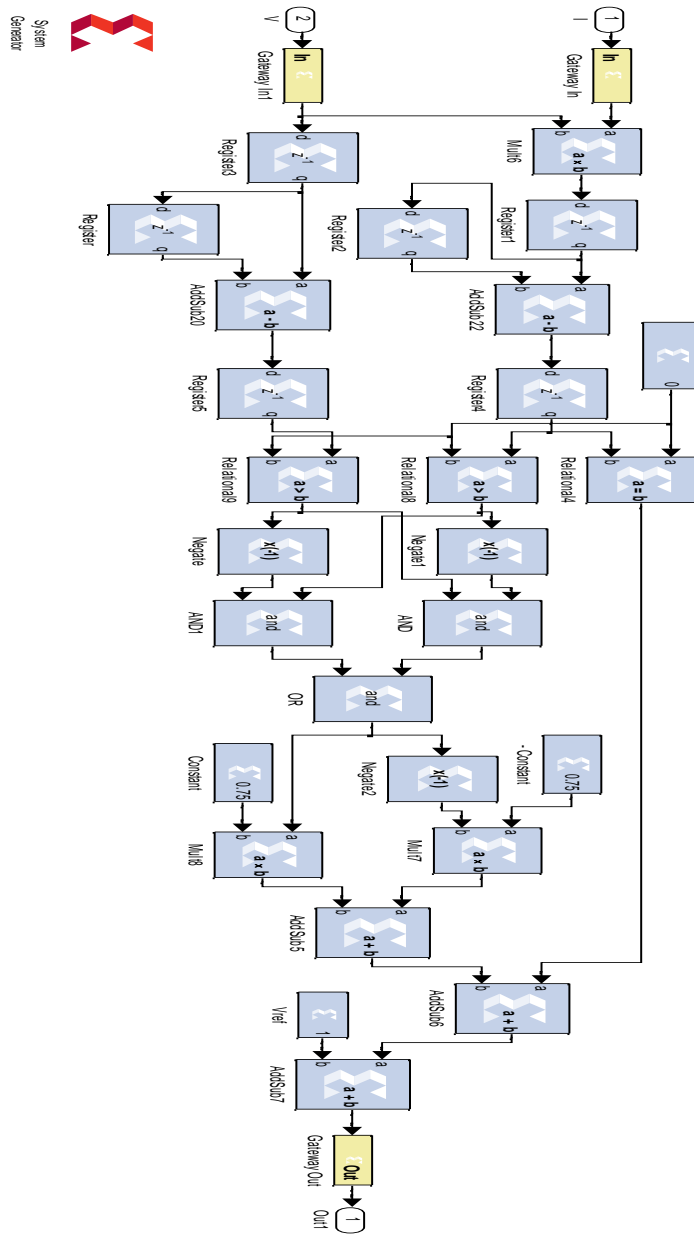 1
I
In
Gateway In
a
b
a x b
Mult6
d
z-1
q
Register1
d
z-1
q
Register2
a
b
a - b
AddSub22
d
z-1
q
Register4
0
a
b
a = b
Relational4
a
b
a > b
Relational8
x(-1)
Negate1
and
AND
2
V
In
Gateway In1
d
z-1
q
Register3
d
z-1
q
Register
a
b
a - b
AddSub20
d
z-1
q
Register5
a
b
a > b
Relational9
x(-1)
Negate
and
AND1
and
OR
0.75
- Constant
x(-1)
Negate2
a
b
a x b
Mult7
0.75
Constant
a
b
a x b
Mult8
a
b
a + b
AddSub5
a
b
a + b
AddSub6
1
Vref
a
b
a + b
AddSub7
Out
Gateway Out
1
Out1
System
Generator